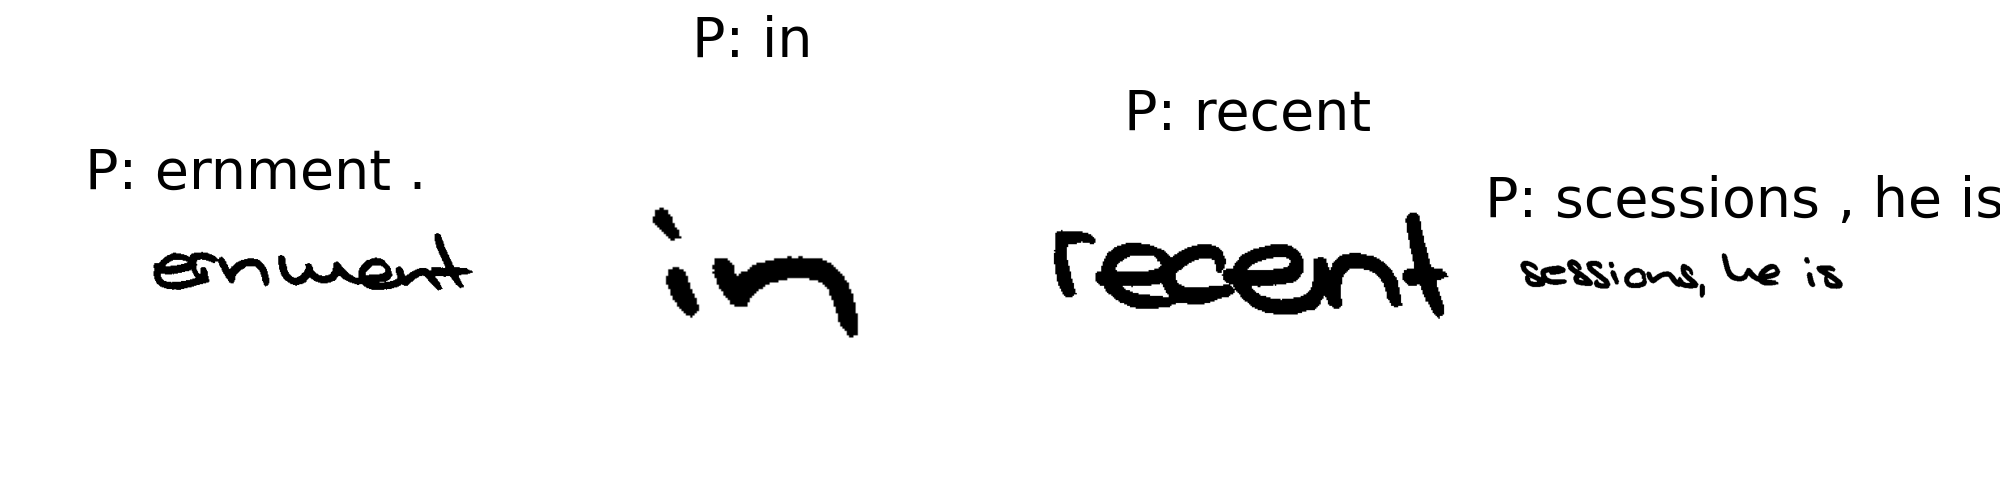 P: in
P: recent
P: ernment .
P: scessions , he is
ernment
in
recent
sessions, he is